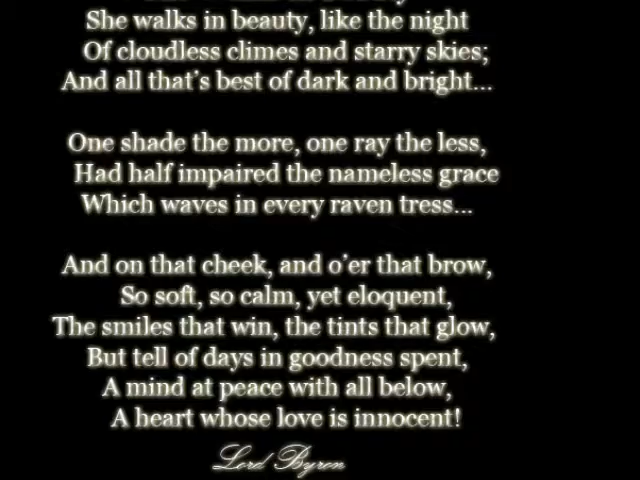 She walks in beauty, like the night
Of cloudless climes and starry skies;
And all that's best of dark and bright...
One shade the more, one ray the less,
Had half impaired the nameless grace
Which waves in every raven tress...
And on that cheek, and o'er that brow,
So soft, so calm, yet eloquent,
The smiles that win, the tints that glow,
But tell of days in goodness spent,
A mind at peace with all below,
A heart whose love is innocent!
Lord Byron